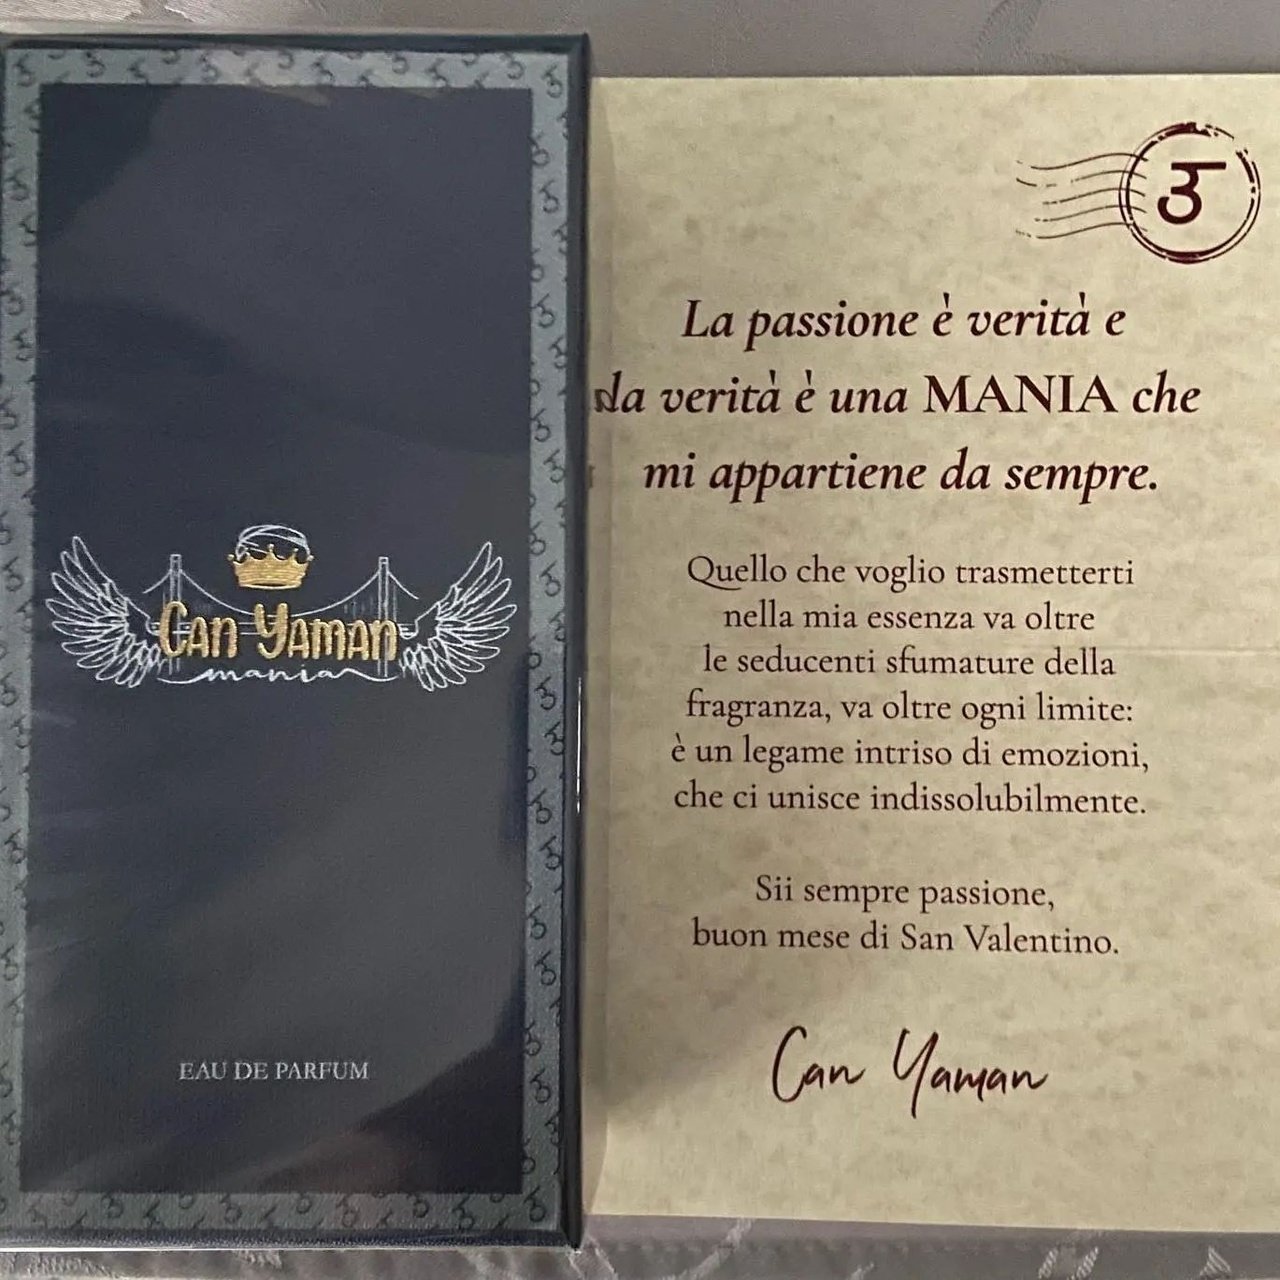 Can Yaman
mania
EAU DE PARFUM
La passione è verità e
la verità è una MANIA che
mi appartiene da sempre.
Quello che voglio trasmetterti
nella mia essenza va oltre
le seducenti sfumature della
fragranza, va oltre ogni limite:
è un legame intriso di emozioni,
che ci unisce indissolubilmente.
Sii sempre passione,
buon mese di San Valentino.
Can Yaman